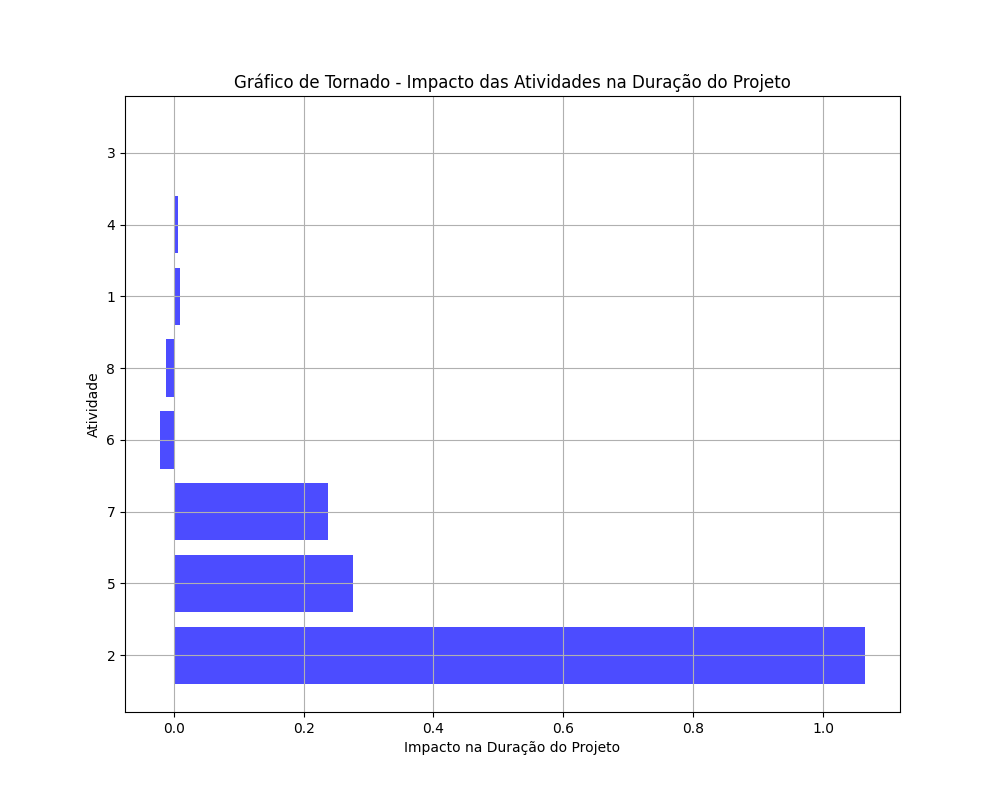 Gráfico de Tornado - Impacto das Atividades na Duração do Projeto
3
4
1
8
Atividade
6
7
5
2
0.0 0.2 0.4 0.6 0.8 1.0
Impacto na Duração do Projeto